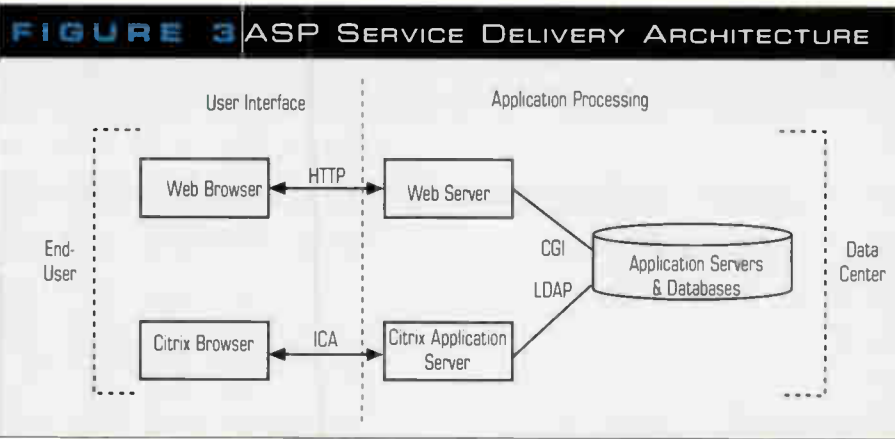 FIGURE 3 ASP SERVICE DELIVERY ARCHITECTURE
User Interface
Application Processing
Web Browser
HTTP
Web Server
End-
User
CGI
LDAP
Application Servers
& Databases
Data
Center
Citrix Browser
ICA
Citrix Application
Server